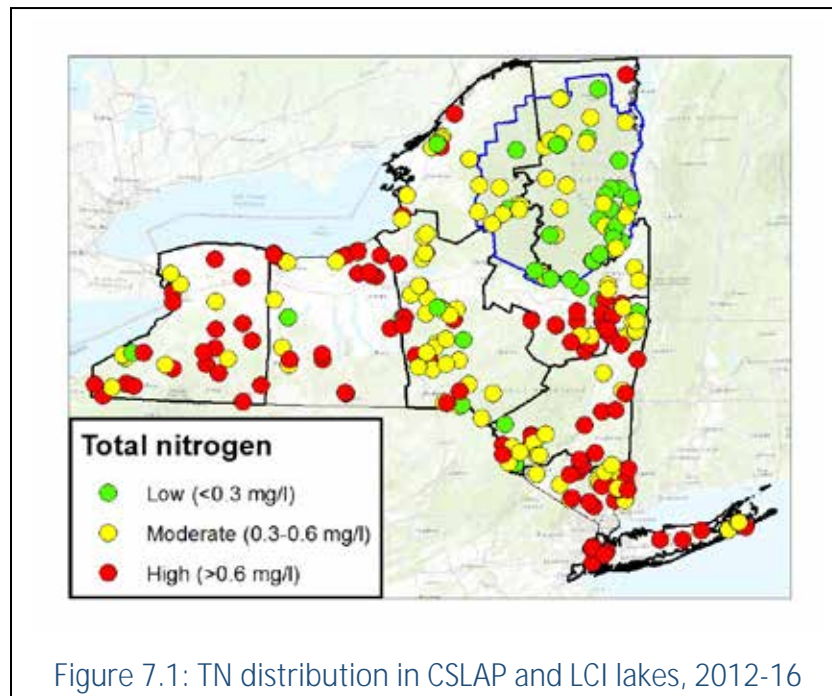 Total nitrogen
Low (<0.3 mg/l)
Moderate (0.3-0.6 mg/l)
High (>0.6 mg/l)
Figure 7.1: TN distribution in CSLAP and LCI lakes, 2012-16